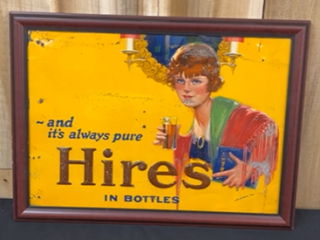 ~and
it's always pure
Hires
IN BOTTLES